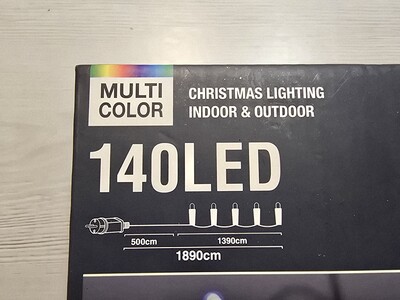 MULTI
COLOR
CHRISTMAS LIGHTING
INDOOR & OUTDOOR
140LED
500cm 1390cm
1890cm